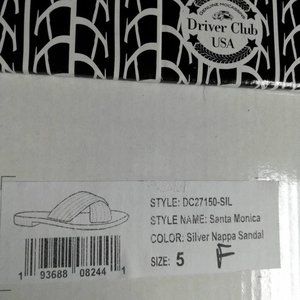 GENUINE MOCCASINS
Driver Club
USA
STYLE: DC27150-SIL
STYLE NAME: Santa Monica
COLOR: Silver Nappa Sandal
SIZE: 5 F
1 93688 08244 1